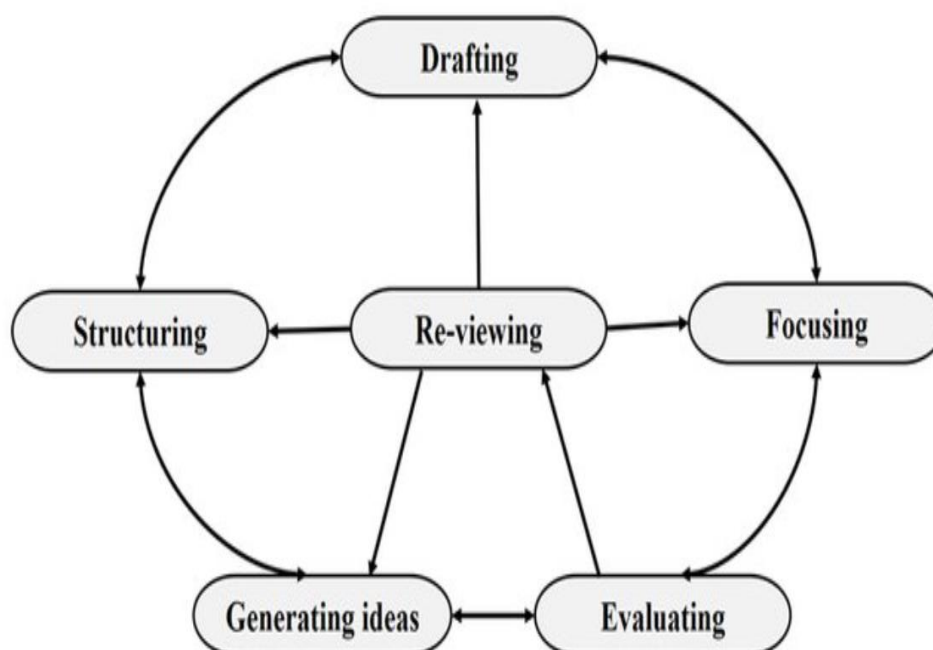 Drafting
Structuring
Re-viewing
Focusing
Generating ideas
Evaluating